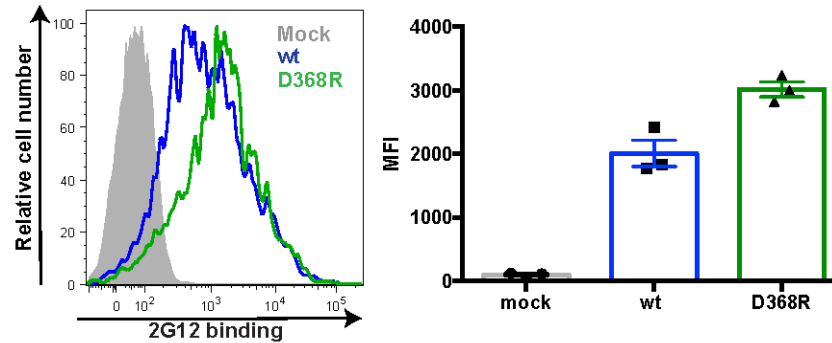 100
80
60
40
20
0
Relative cell number
Mock
wt
D368R
0 10² 10³ 10⁴ 10⁵
2G12 binding
4000
3000
2000
1000
0
MFI
mock wt D368R